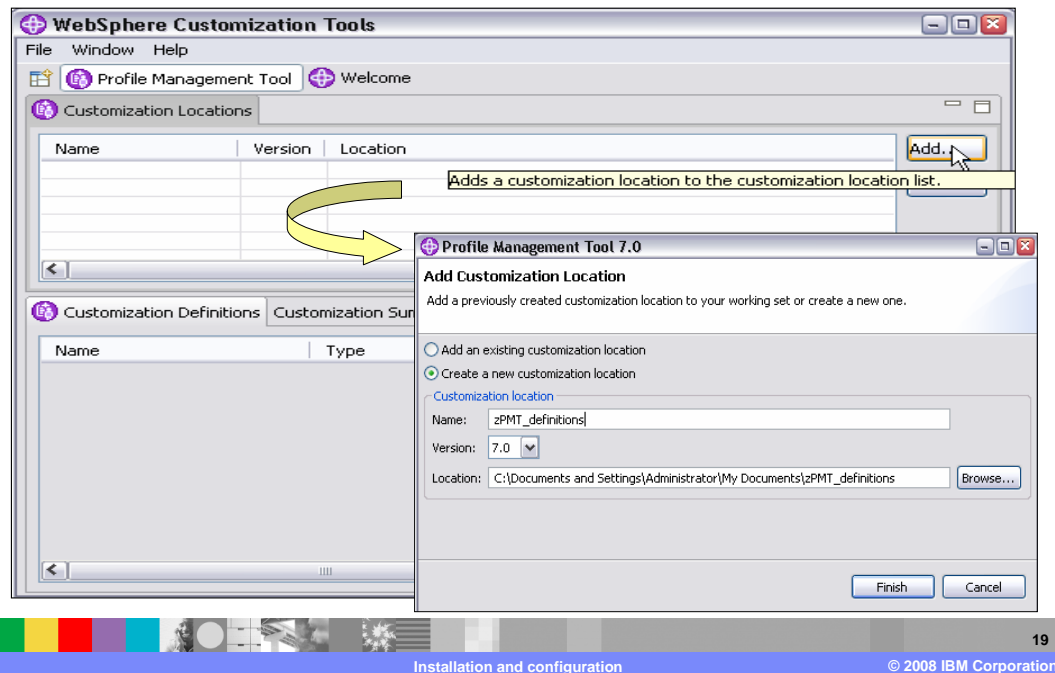 WebSphere Customization Tools
File Window Help
Profile Management Tool Welcome
Customization Locations
Name Version Location
Add...
Adds a customization location to the customization location list.
Profile Management Tool 7.0
Add Customization Location
Add a previously created customization location to your working set or create a new one.
Customization Definitions Customization Sum
Name Type
Add an existing customization location
Create a new customization location
Customization location
Name: zPMT_definitions
Version: 7.0
Location: C:\Documents and Settings\Administrator\My Documents\zPMT_definitions Browse...
Finish Cancel
19
Installation and configuration
© 2008 IBM Corporation